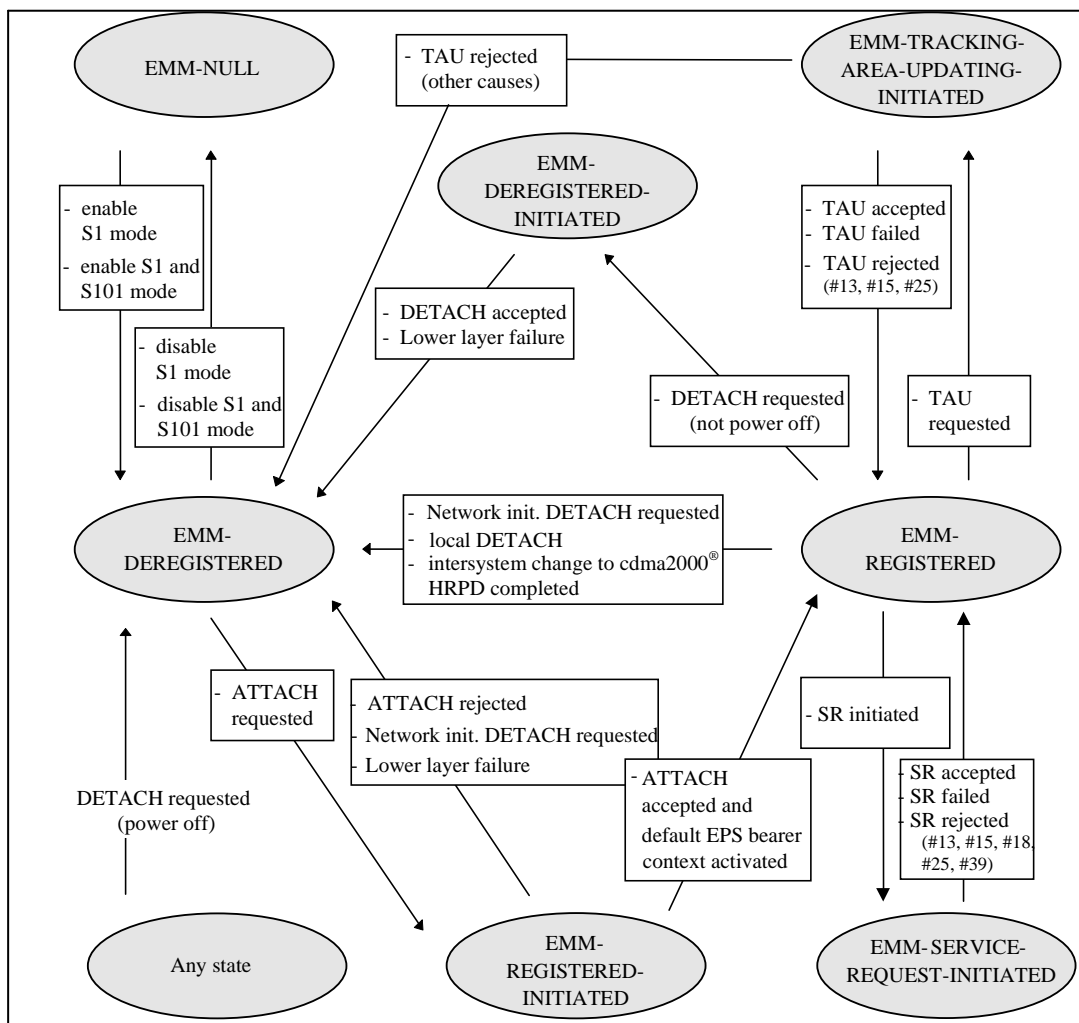 EMM-NULL
- TAU rejected
(other causes)
EMM-TRACKING-
AREA-UPDATING-
INITIATED
EMM-
DEREGISTERED-
INITIATED
- enable
S1 mode
- enable S1 and
S101 mode
- TAU accepted
- TAU failed
- TAU rejected
(#13, #15, #25)
- DETACH accepted
- Lower layer failure
- disable
S1 mode
- disable S1 and
S101 mode
- DETACH requested
(not power off)
- TAU
requested
EMM-
DEREGISTERED
- Network init. DETACH requested
- local DETACH
- intersystem change to cdma2000®
HRPD completed
EMM-
REGISTERED
- ATTACH
requested
- ATTACH rejected
- Network init. DETACH requested
- Lower layer failure
- SR initiated
DETACH requested
(power off)
- ATTACH
accepted and
default EPS bearer
context activated
- SR accepted
- SR failed
- SR rejected
(#13, #15, #18,
#25, #39)
Any state
EMM-
REGISTERED-
INITIATED
EMM-SERVICE-
REQUEST-INITIATED